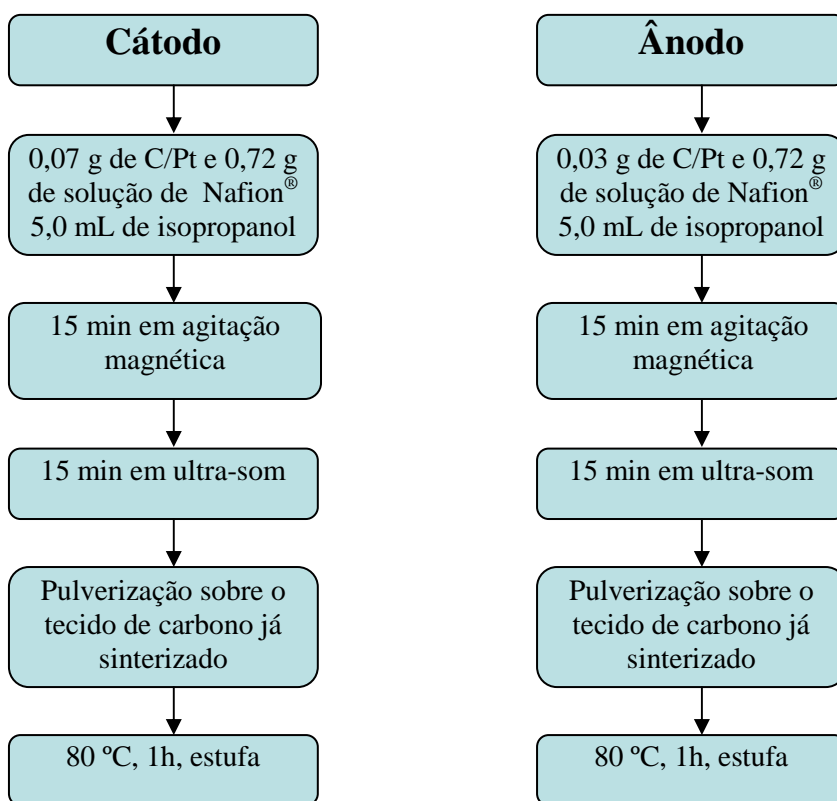 Cátodo
0,07 g de C/Pt e 0,72 g
de solução de Nafion®
5,0 mL de isopropanol
15 min em agitação
magnética
15 min em ultra-som
Pulverização sobre o
tecido de carbono já
sinterizado
80 ºC, 1h, estufa
Ânodo
0,03 g de C/Pt e 0,72 g
de solução de Nafion®
5,0 mL de isopropanol
15 min em agitação
magnética
15 min em ultra-som
Pulverização sobre o
tecido de carbono já
sinterizado
80 ºC, 1h, estufa